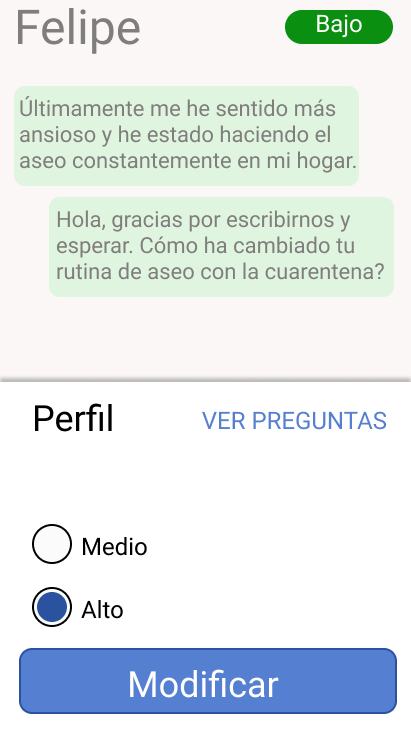 Felipe
Bajo
Últimamente me he sentido más
ansioso y he estado haciendo el
aseo constantemente en mi hogar.
Hola, gracias por escribirnos y
esperar. Cómo ha cambiado tu
rutina de aseo con la cuarentena?
Perfil
VER PREGUNTAS
Medio
Alto
Modificar